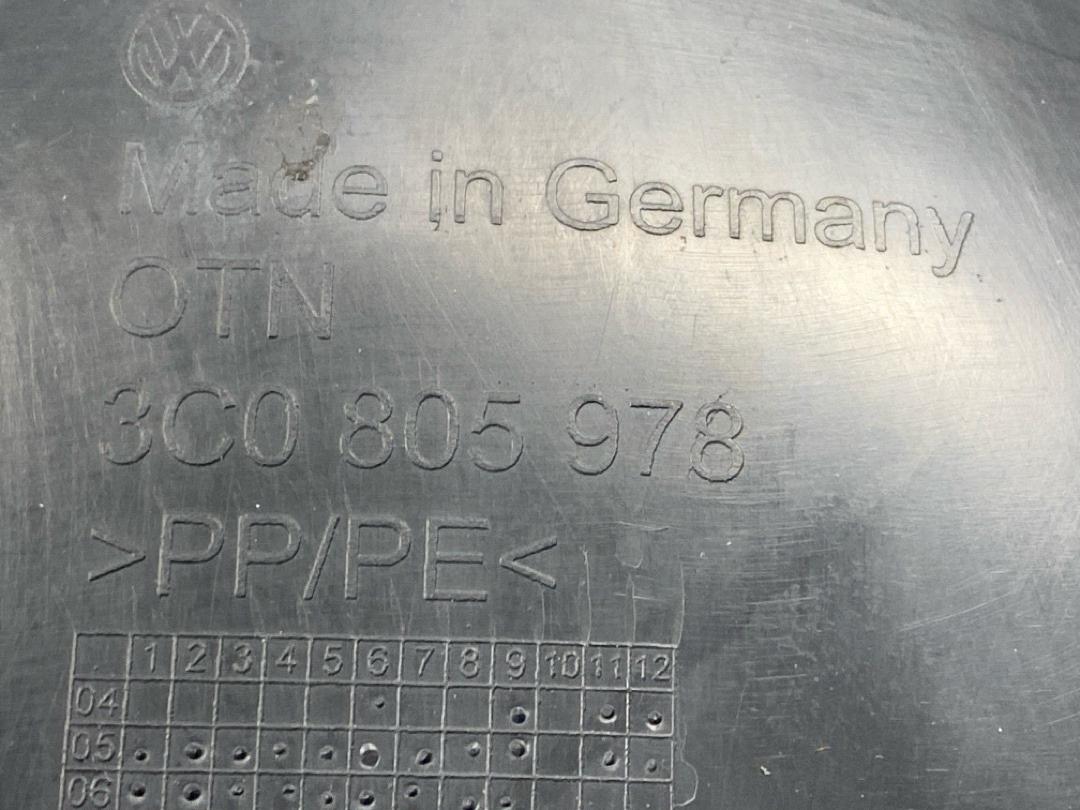 Made in Germany
OTN
3C0 805 978
>PP/PE<
1 2 3 4 5 6 7 8 9 10 11 12
04
05
06